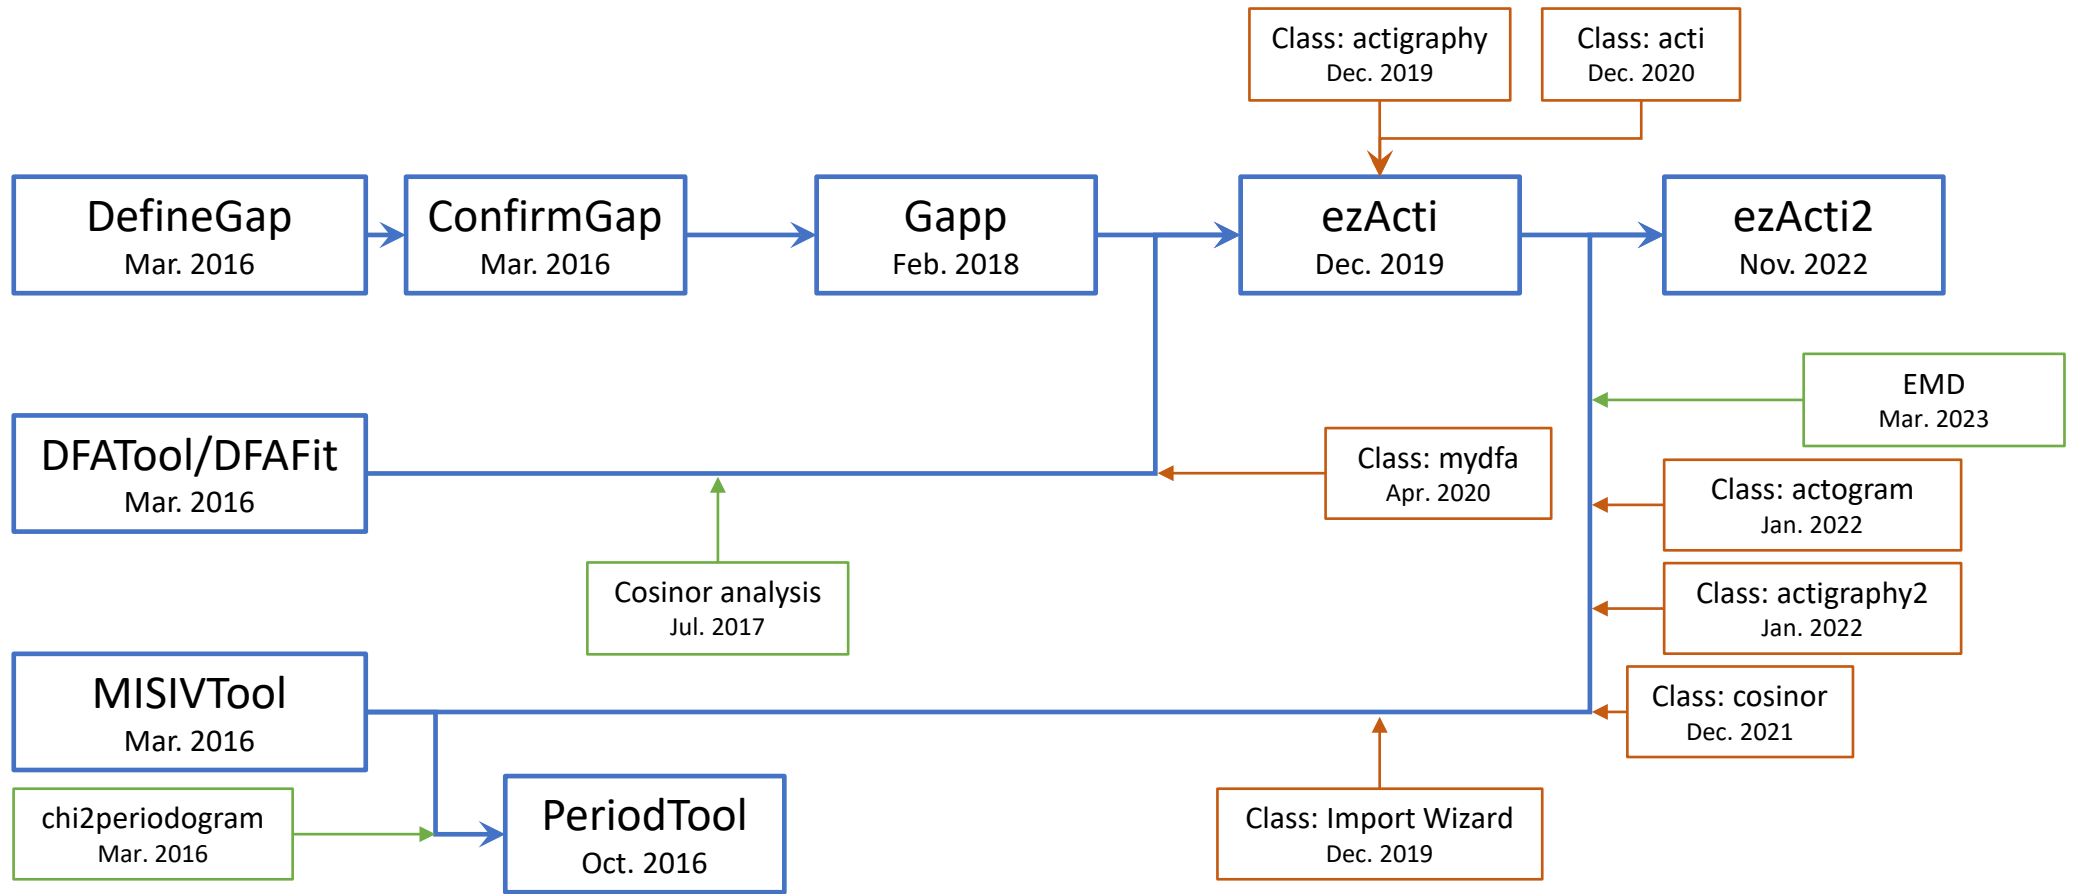 Class: actigraphy
Dec. 2019
Class: acti
Dec. 2020
DefineGap
Mar. 2016
ConfirmGap
Mar. 2016
Gapp
Feb. 2018
ezActi
Dec. 2019
ezActi2
Nov. 2022
EMD
Mar. 2023
DFATool/DFAFit
Mar. 2016
Class: mydfa
Apr. 2020
Class: actogram
Jan. 2022
Cosinor analysis
Jul. 2017
Class: actigraphy2
Jan. 2022
MISIVTool
Mar. 2016
Class: cosinor
Dec. 2021
chi2periodogram
Mar. 2016
PeriodTool
Oct. 2016
Class: Import Wizard
Dec. 2019